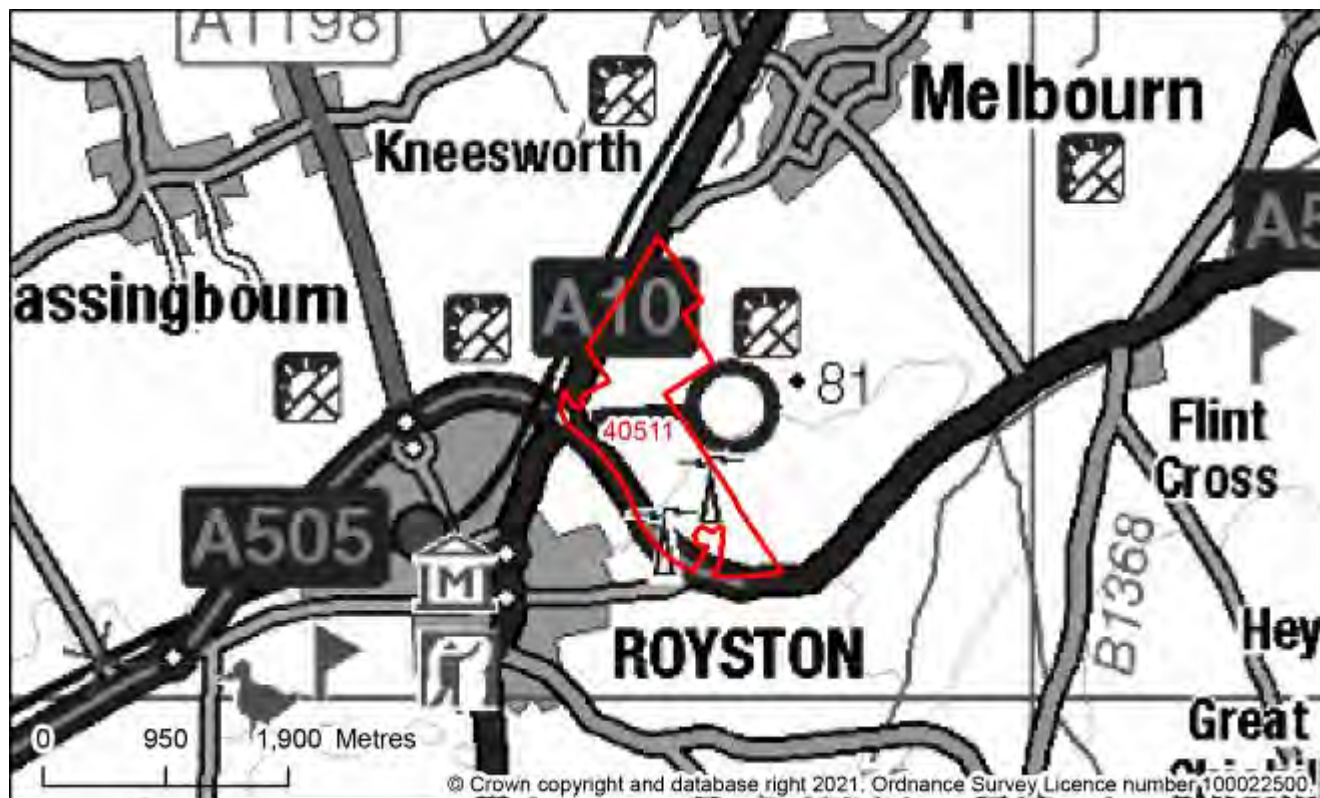 A1198
Melbourn
Kneesworth
A5
A10
assingbourn
81
Flint
Cross
40511
A505
M
B1368
Hey
ROYSTON
Great
0 950 1,900 Metres
© Crown copyright and database right 2021. Ordnance Survey Licence number 100022500.